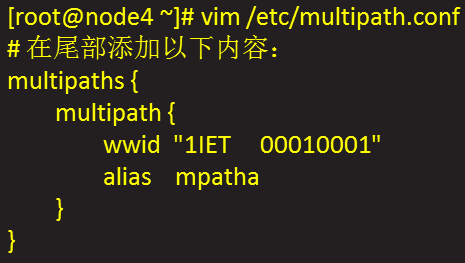 [root@node4 ~]# vim /etc/multipath.conf
# 在尾部添加以下内容：
multipaths {
multipath {
wwid "1IET 00010001"
alias mpatha
}
}